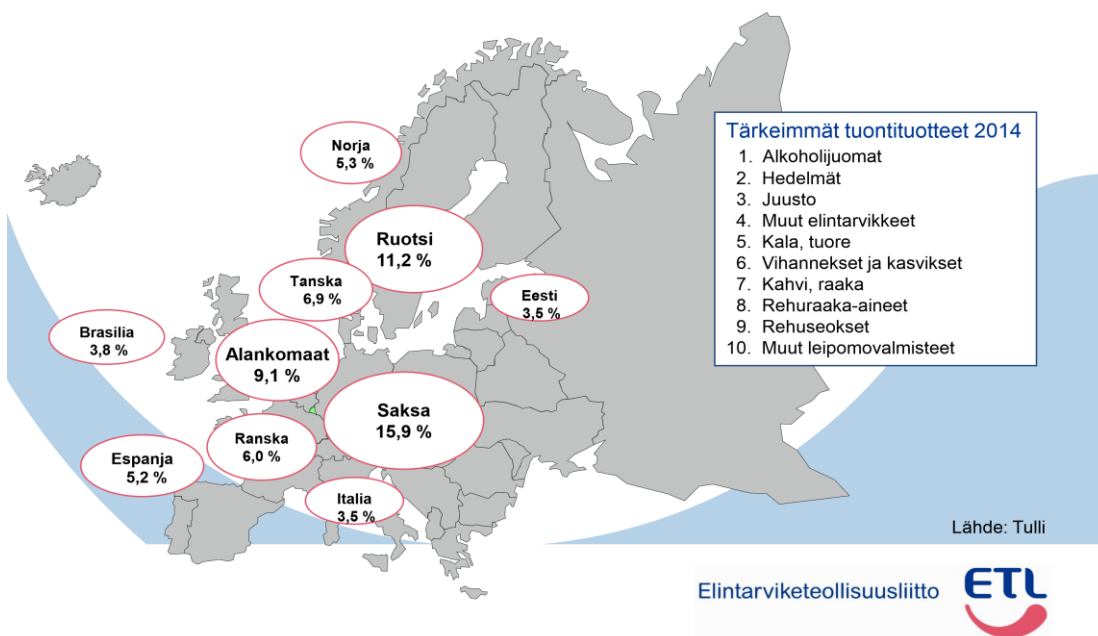 Norja
5,3 %
Ruotsi
11,2 %
Tanska
6,9 %
Eesti
3,5 %
Brasilia
3,8 %
Alankomaat
9,1 %
Saksa
15,9 %
Ranska
6,0 %
Espanja
5,2 %
Italia
3,5 %
Tärkeimmät tuontituotteet 2014
1. Alkoholijuomat
2. Hedelmät
3. Juusto
4. Muut elintarvikkeet
5. Kala, tuore
6. Vihannekset ja kasvikset
7. Kahvi, raaka
8. Rehuraaka-aineet
9. Rehuseokset
10. Muut leipomovalmisteet
Lähde: Tulli
Elintarviketeollisuusliitto
ETL